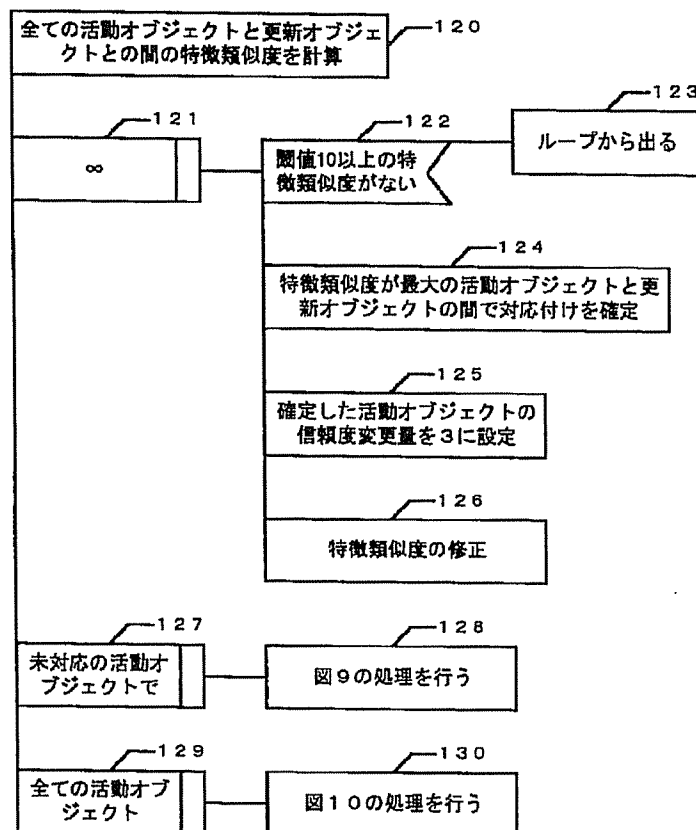 120
全ての活動オブジェクトと更新オブジェ
クトとの間の特徴類似度を計算
121
∞
122
閾値10以上の特
徴類似度がない
123
ループから出る
124
特徴類似度が最大の活動オブジェクトと更
新オブジェクトの間で対応付けを確定
125
確定した活動オブジェクトの
信頼度変更量を3に設定
126
特徴類似度の修正
127
未対応の活動オ
ブジェクトで
128
図9の処理を行う
129
全ての活動オブ
ジェクト
130
図10の処理を行う